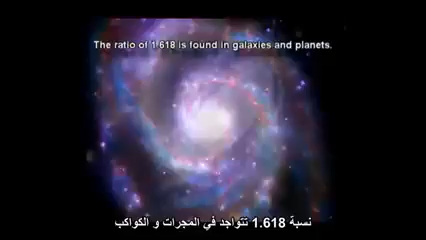 The ratio of 1.618 is found in galaxies and planets.
نسبة 1.618 تتواجد في المجرات و الكواكب